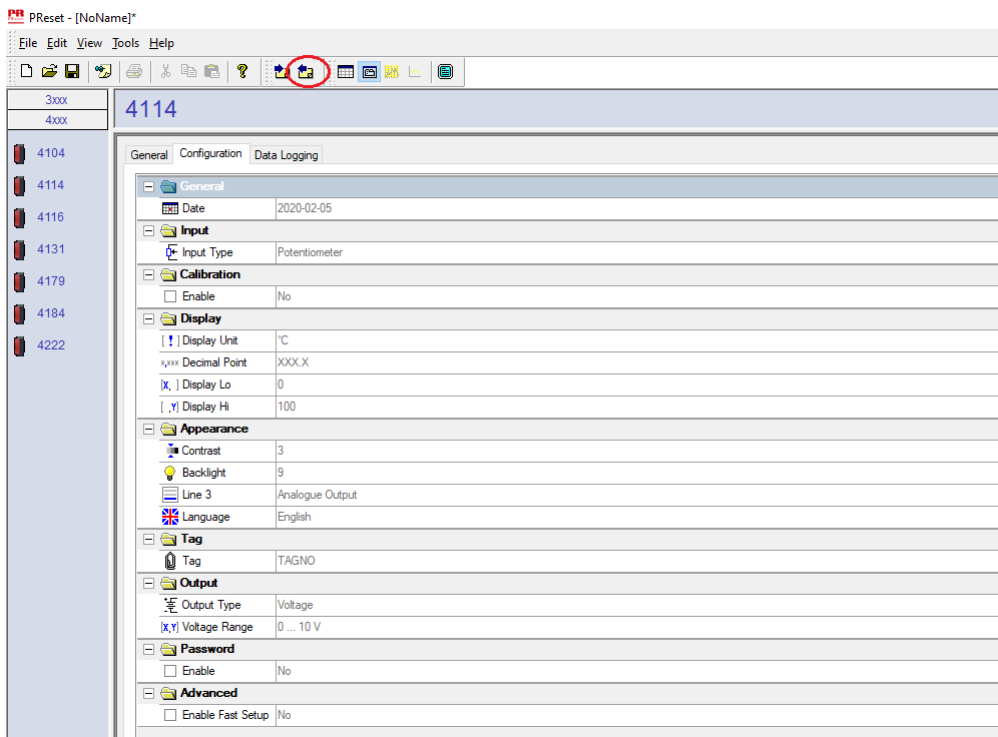 PR PReset - [NoName]*
File Edit View Tools Help
3xxx
4xxx
4104
4114
4116
4131
4179
4184
4222
4114
General Configuration Data Logging
General
Date 2020-02-05
Input
Input Type Potentiometer
Calibration
Enable No
Display
[ ! ] Display Unit °C
x,xxx Decimal Point XXX.X
[X, ] Display Lo 0
[ ,Y] Display Hi 100
Appearance
Contrast 3
Backlight 9
Line 3 Analogue Output
Language English
Tag
Tag TAGNO
Output
Output Type Voltage
[X,Y] Voltage Range 0 ... 10 V
Password
Enable No
Advanced
Enable Fast Setup No